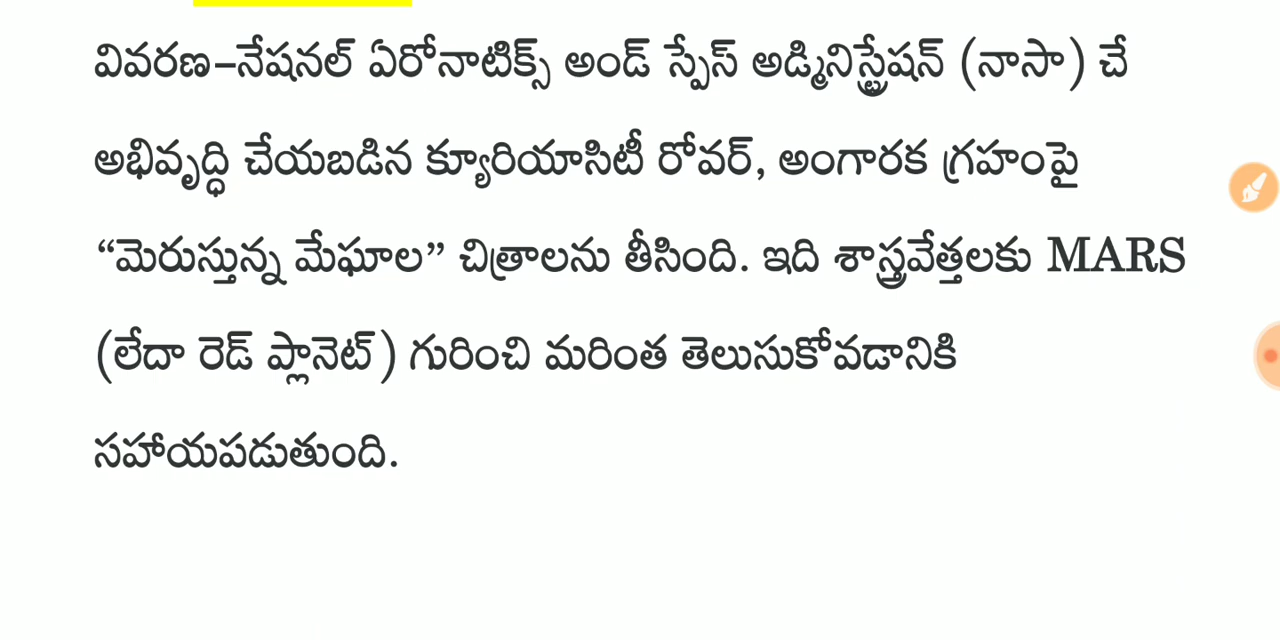 వివరణ–నేషనల్ ఏరోనాటిక్స్ అండ్ స్పేస్ అడ్మినిస్ట్రేషన్ (నాసా) చే
అభివృద్ధి చేయబడిన క్యూరియాసిటీ రోవర్, అంగారక గ్రహంపై
“మెరుస్తున్న మేఘాల” చిత్రాలను తీసింది. ఇది శాస్త్రవేత్తలకు MARS
(లేదా రెడ్ ప్లానెట్) గురించి మరింత తెలుసుకోవడానికి
సహాయపడుతుంది.